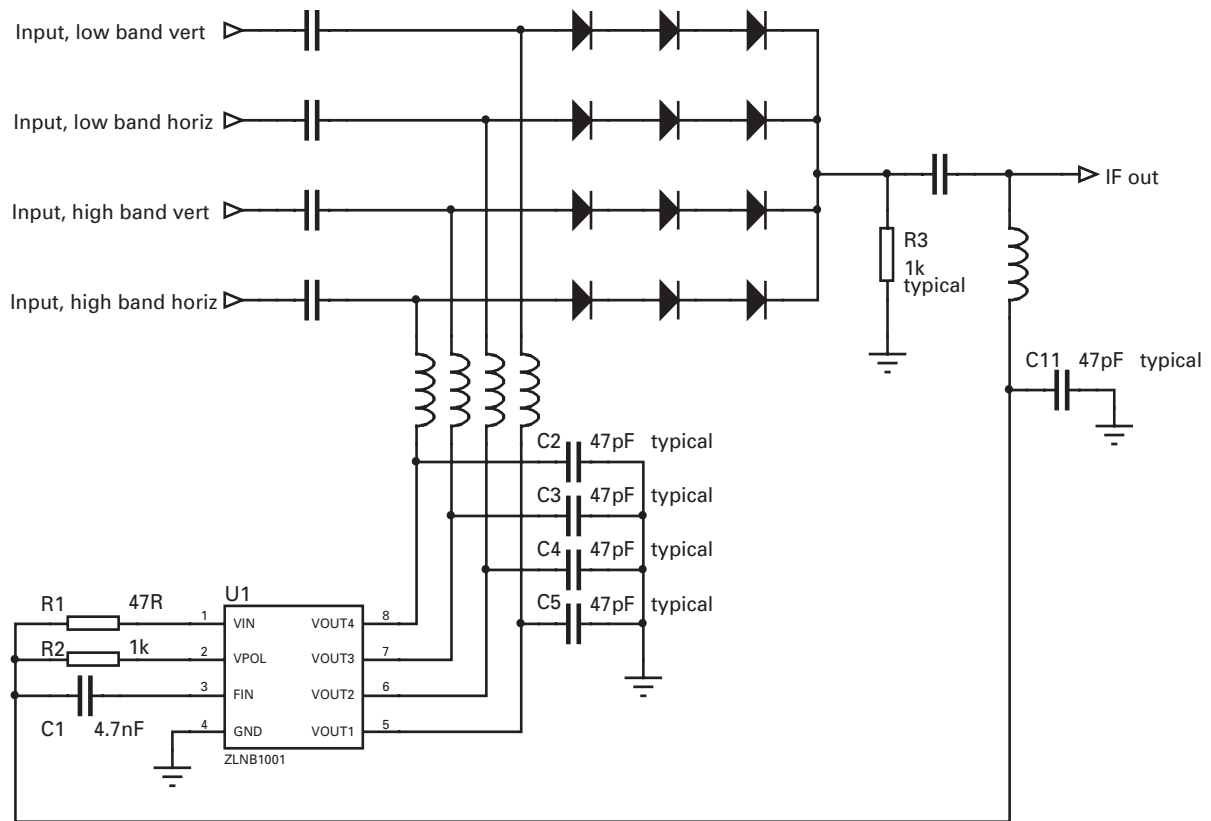 Input, low band vert
Input, low band horiz
Input, high band vert
Input, high band horiz
IF out
R3
1k
typical
C11 47pF typical
C2 47pF typical
C3 47pF typical
C4 47pF typical
C5 47pF typical
U1
R1 47R 1 VIN VOUT4 8
R2 1k 2 VPOL VOUT3 7
3 FIN VOUT2 6
C1 4.7nF 4 GND VOUT1 5
ZLNB1001